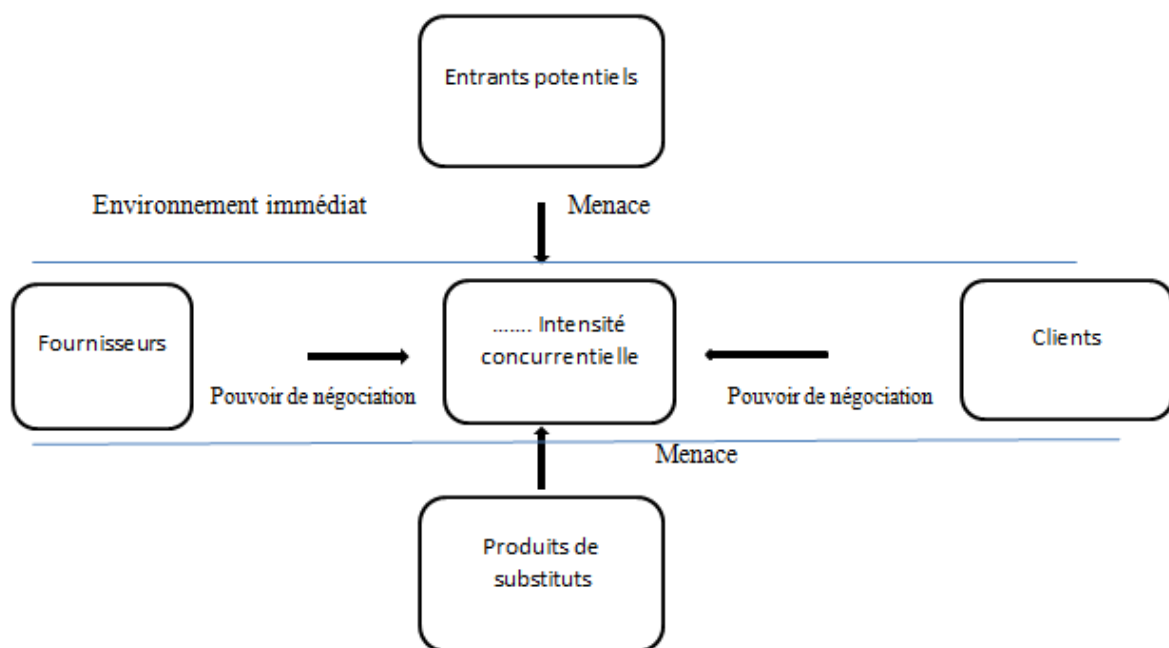 Entrants potentiels
Environnement immédiat
Menace
Fournisseurs
Pouvoir de négociation
....... Intensité
concurrentielle
Pouvoir de négociation
Clients
Menace
Produits de
substituts